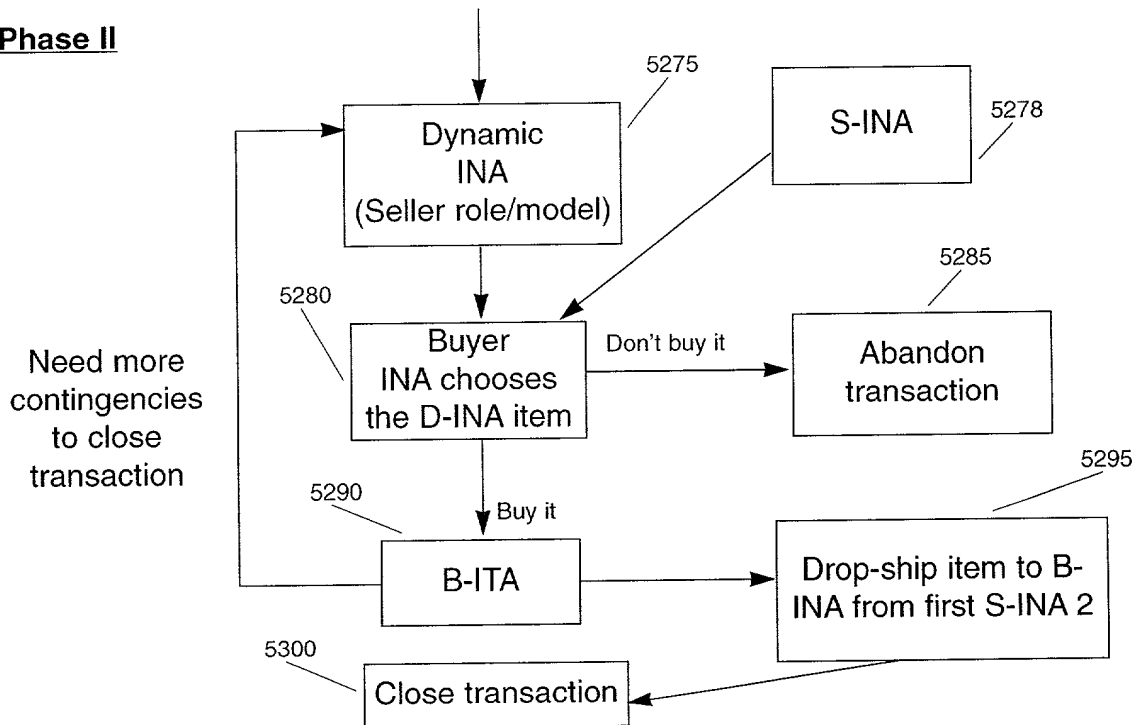 Phase II
5275
Dynamic
INA
(Seller role/model)
S-INA
5278
5280
Buyer
INA chooses
the D-INA item
Don't buy it
5285
Abandon
transaction
Need more
contingencies
to close
transaction
5290
Buy it
B-ITA
5295
Drop-ship item to B-
INA from first S-INA 2
5300
Close transaction